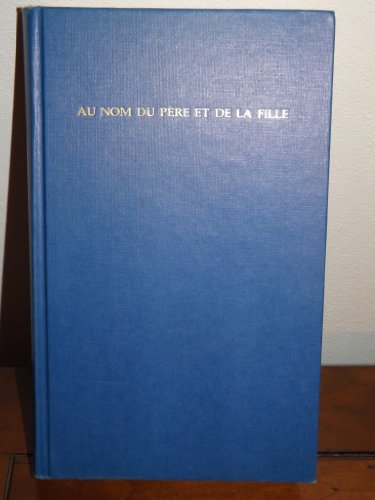 AU NOM DU PÈRE ET DE LA FILLE